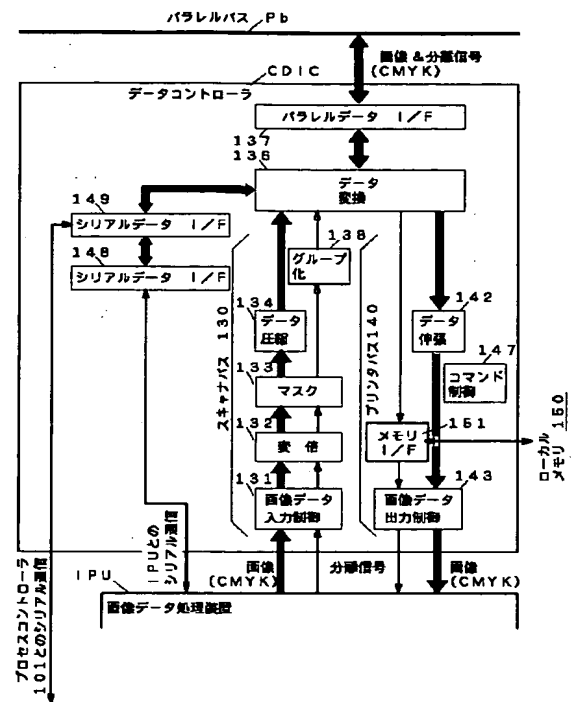 パラレルバス Pb
画像&分離信号
(CMYK)
CDIC
データコントローラ
パラレルデータ I/F
137
136
データ
変換
149
シリアルデータ I/F
148
シリアルデータ I/F
138
グループ
化
スキャナパス 130
134
データ
圧縮
133
マスク
132
変倍
131
画像データ
入力制御
プリンタパス 140
142
データ
伸張
147
コマンド
制御
メモリ
I/F
151
ローカル
メモリ 150
143
画像データ
出力制御
プロセスコントローラ
101とのシリアル通信
IPUとの
シリアル通信
画像
(CMYK)
分離信号
画像
(CMYK)
IPU
画像データ処理装置